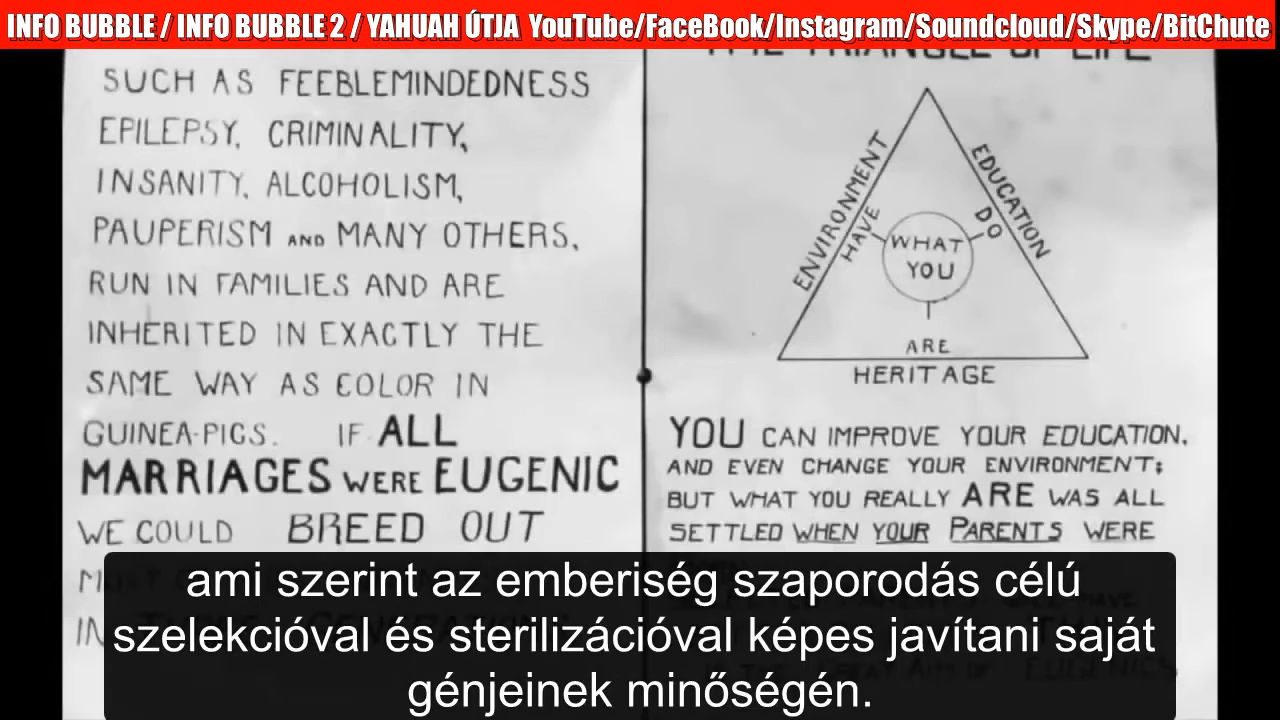 INFO BUBBLE / INFO BUBBLE 2 / YAHUAH ÚTJA YouTube/FaceBook/Instagram/Soundcloud/Skype/BitChute
SUCH AS FEEBLEMINDEDNESS
EPILEPSY, CRIMINALITY,
INSANITY, ALCOHOLISM,
PAUPERISM AND MANY OTHERS,
RUN IN FAMILIES AND ARE
INHERITED IN EXACTLY THE
SAME WAY AS COLOR IN
GUINEA-PIGS. IF ALL
MARRIAGES WERE EUGENIC
WE COULD BREED OUT
THE TRIANGLE OF LIFE
ENVIRONMENT
EDUCATION
HAVE
DO
WHAT
YOU
ARE
HERITAGE
YOU CAN IMPROVE YOUR EDUCATION,
AND EVEN CHANGE YOUR ENVIRONMENT;
BUT WHAT YOU REALLY ARE WAS ALL
SETTLED WHEN YOUR PARENTS WERE
ami szerint az emberiség szaporodás célú
szelekcióval és sterilizációval képes javítani saját
génjeinek minőségén.